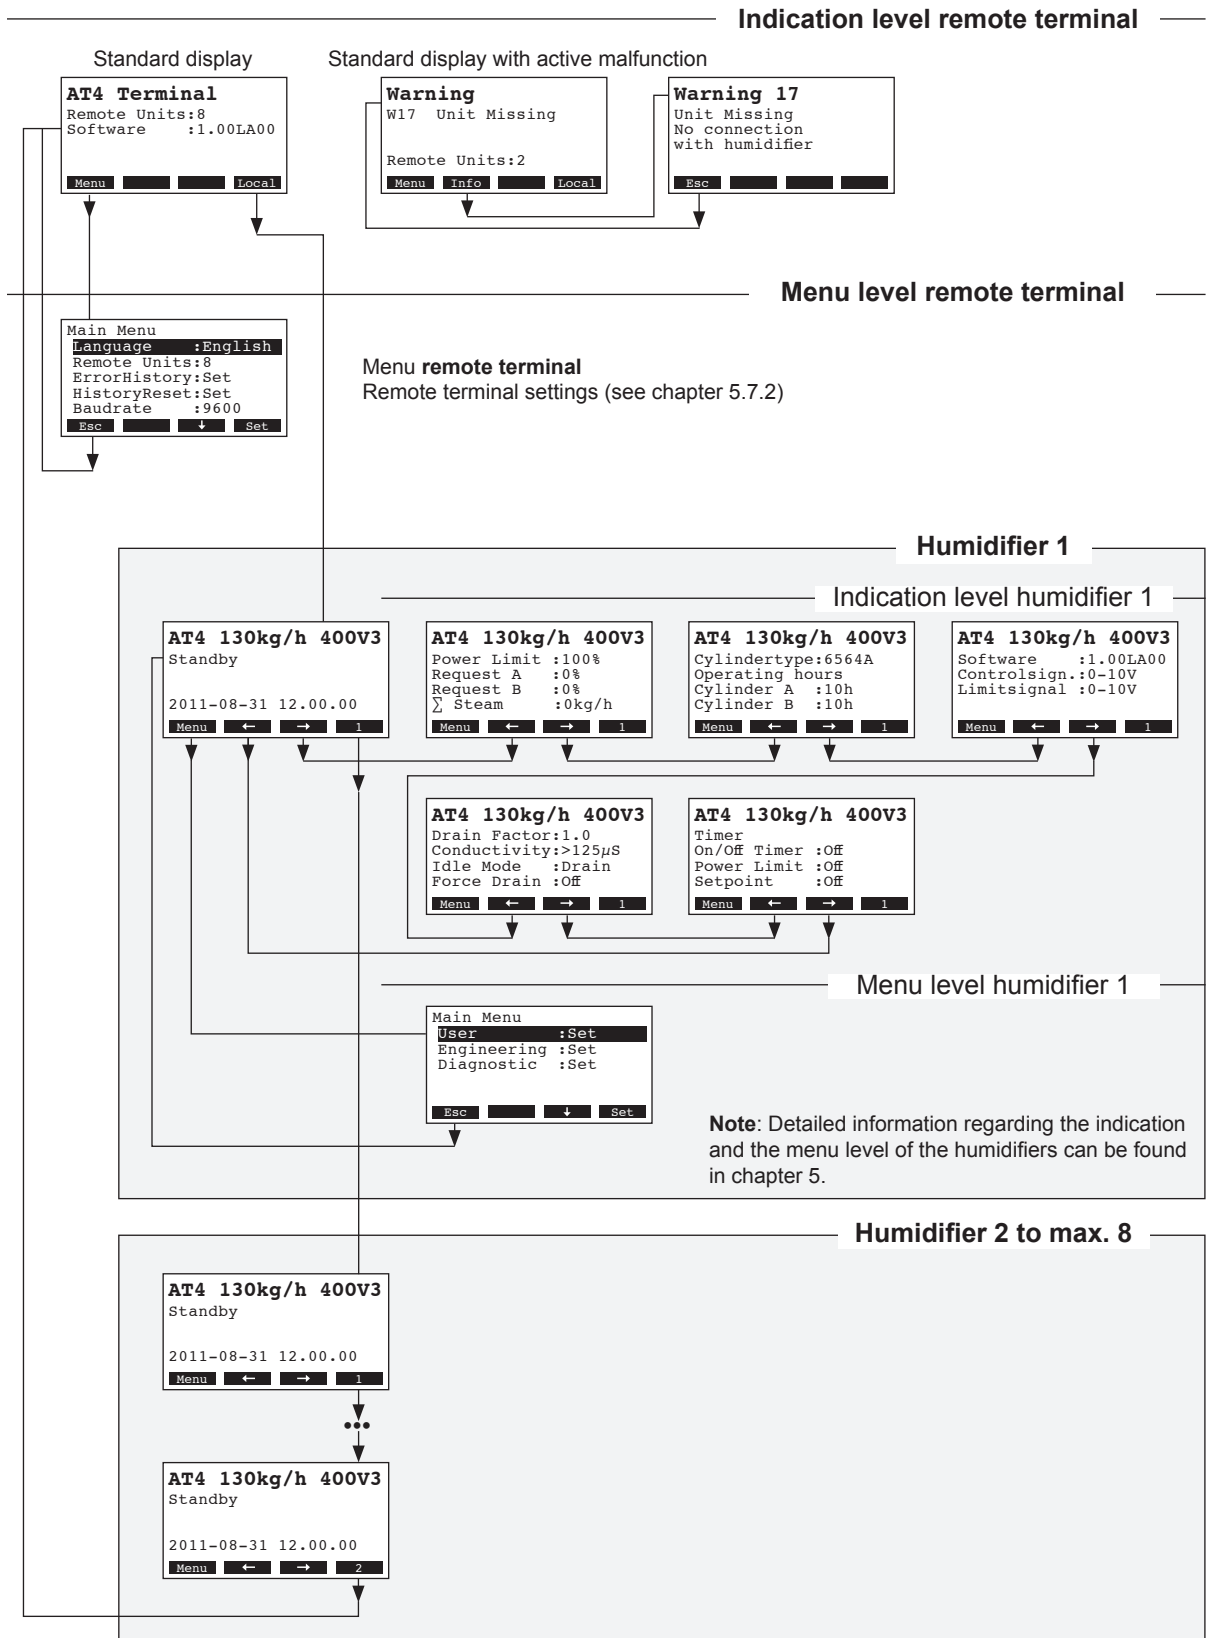 Indication level remote terminal
Standard display
Standard display with active malfunction
AT4 Terminal
Remote Units:8
Software :1.00LA00
Menu Local
Warning
W17 Unit Missing
Remote Units:2
Menu Info Local
Warning 17
Unit Missing
No connection
with humidifier
Esc
Menu level remote terminal
Main Menu
Language :English
Remote Units:8
ErrorHistory:Set
HistoryReset:Set
Baudrate :9600
Esc ↓ Set
Menu remote terminal
Remote terminal settings (see chapter 5.7.2)
Humidifier 1
Indication level humidifier 1
AT4 130kg/h 400V3
Standby
2011-08-31 12.00.00
Menu ← → 1
AT4 130kg/h 400V3
Power Limit :100%
Request A :0%
Request B :0%
∑ Steam :0kg/h
Menu ← → 1
AT4 130kg/h 400V3
Cylindertype:6564A
Operating hours
Cylinder A :10h
Cylinder B :10h
Menu ← → 1
AT4 130kg/h 400V3
Software :1.00LA00
Controlsign.:0-10V
Limitsignal :0-10V
Menu ← → 1
AT4 130kg/h 400V3
Drain Factor:1.0
Conductivity:>125µS
Idle Mode :Drain
Force Drain :Off
Menu ← → 1
AT4 130kg/h 400V3
Timer
On/Off Timer :Off
Power Limit :Off
Setpoint :Off
Menu ← → 1
Menu level humidifier 1
Main Menu
User :Set
Engineering :Set
Diagnostic :Set
Esc ↓ Set
Note: Detailed information regarding the indication
and the menu level of the humidifiers can be found
in chapter 5.
Humidifier 2 to max. 8
AT4 130kg/h 400V3
Standby
2011-08-31 12.00.00
Menu ← → 1
•••
AT4 130kg/h 400V3
Standby
2011-08-31 12.00.00
Menu ← → 2